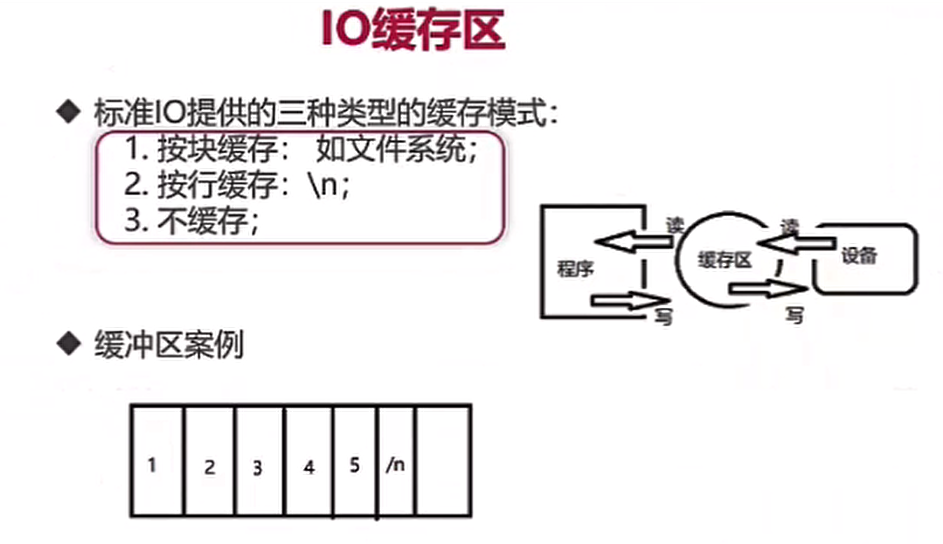 IO缓存区
◆ 标准IO提供的三种类型的缓存模式：
1. 按块缓存： 如文件系统；
2. 按行缓存：\n；
3. 不缓存；
读
读
程序
缓存区
设备
写
写
◆ 缓冲区案例
1 2 3 4 5 /n